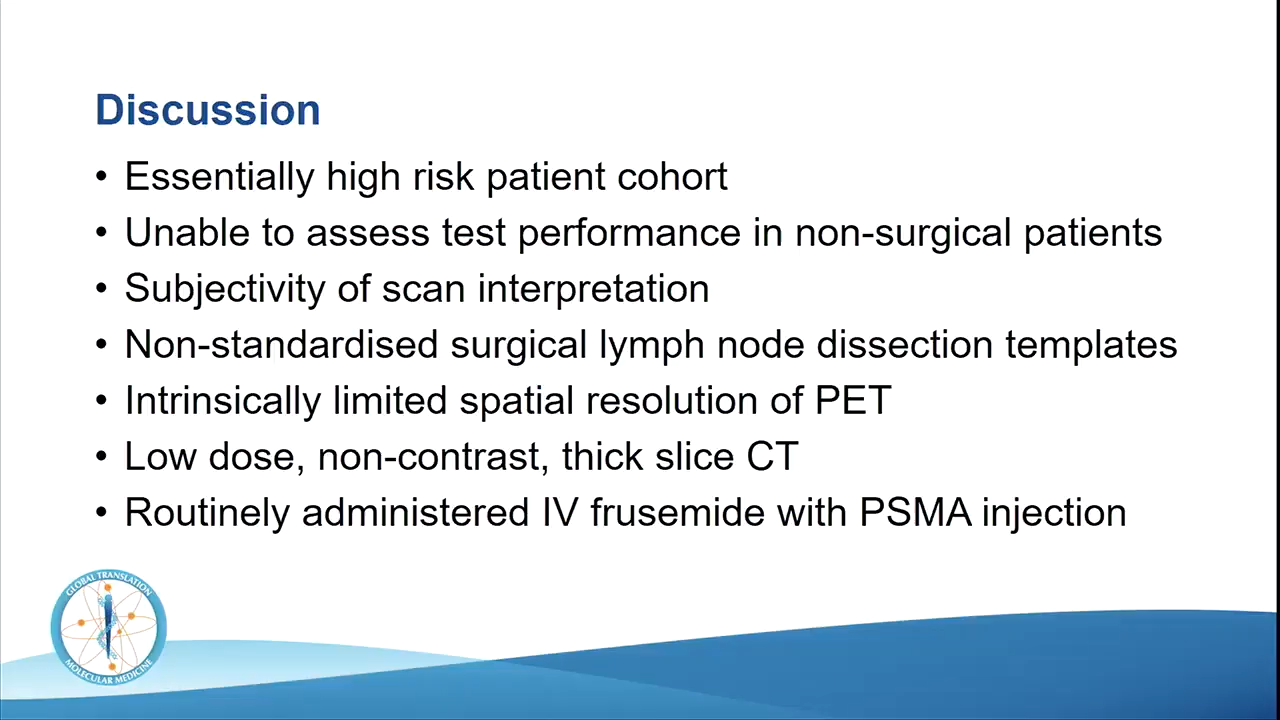 Discussion
• Essentially high risk patient cohort
• Unable to assess test performance in non-surgical patients
• Subjectivity of scan interpretation
• Non-standardised surgical lymph node dissection templates
• Intrinsically limited spatial resolution of PET
• Low dose, non-contrast, thick slice CT
• Routinely administered IV frusemide with PSMA injection
GLOBAL TRANSLATION
MOLECULAR MEDICINE